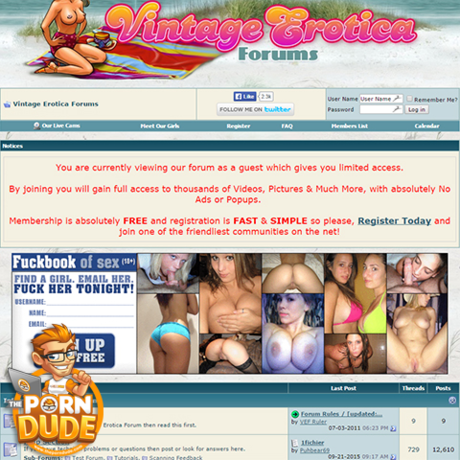 Vintage Erotica
Forums
Vintage Erotica Forums
Like 2.5k
FOLLOW ME ON twitter
User Name User Name Remember Me?
Password Log in
Our Live Cams Meet Our Girls Register FAQ Members List Calendar
Notices
You are currently viewing our forum as a guest which gives you limited access.
By joining you will gain full access to thousands of Videos, Pictures & Much More, with absolutely No
Ads or Popups.
Membership is absolutely FREE and registration is FAST & SIMPLE so please, Register Today and
join one of the friendliest communities on the net!
Fuckbook of sex (18+)
FIND A GIRL. EMAIL HER.
FUCK HER TONIGHT!
USERNAME:
NAME:
EMAIL:
UP
FREE
THE PORN DUDE
Last Post Threads Posts
Forum Rules / [updated:...
by VEF Ruler
07-03-2011 06:23 PM
9 9
Erotica Forum then read this first.
1fichier
by Puhbear69
09-21-2015 09:17 AM
729 12,610
problems or questions then post or look for answers here.
Sub-Forums: Test Forum, Tutorials, Scanning Feedback